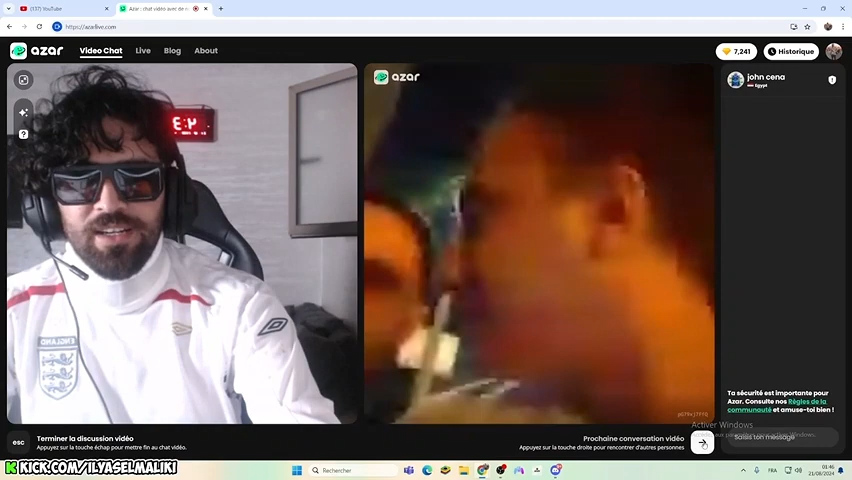 (137) YouTube
Azar : chat vidéo avec de n
https://azarlive.com
azar
Video Chat
Live
Blog
About
7,241
Historique
azar
john cena
Egypt
ENGLAND
Ta sécurité est importante pour
Azar. Consulte nos Règles de la
communauté et amuse-toi bien !
esc
Terminer la discussion vidéo
Appuyez sur la touche échap pour mettre fin au chat vidéo.
Prochaine conversation vidéo
Appuyez sur la touche droite pour rencontrer d'autres personnes
Activer Windows
Saisis ton message
KICK.COM/ILYASELMALIKI
Rechercher
FRA
01:46
21/08/2024